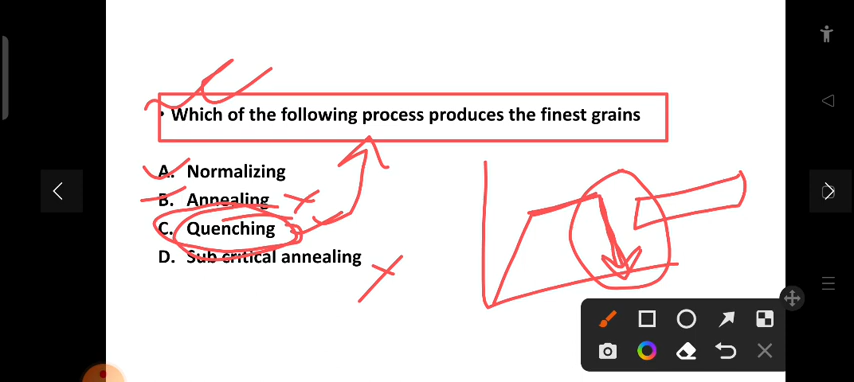 • Which of the following process produces the finest grains
A. Normalizing
B. Annealing
C. Quenching
D. Sub critical annealing